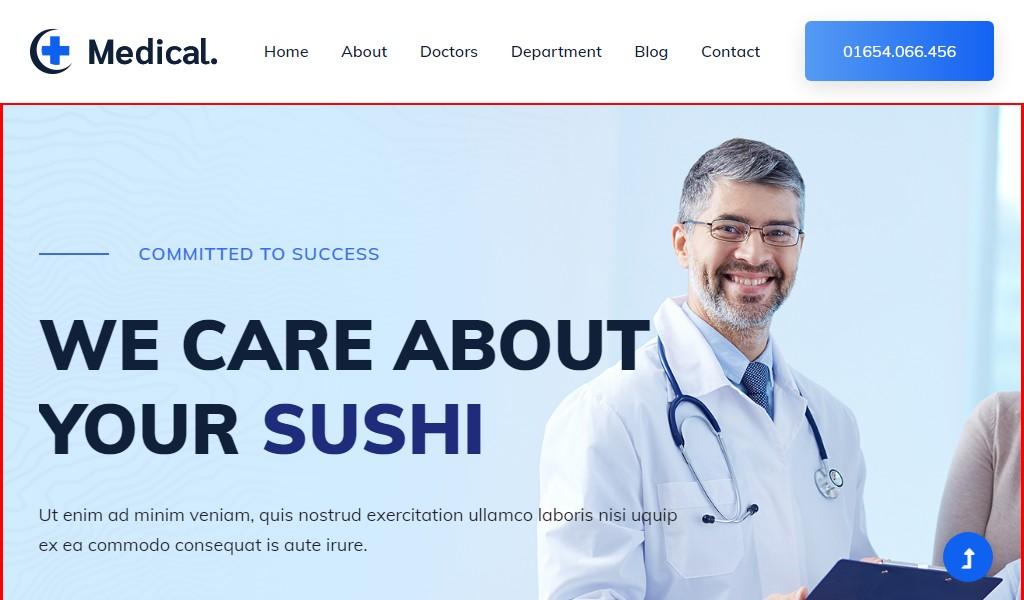 Medical.
Home About Doctors Department Blog Contact 01654.066.456
COMMITTED TO SUCCESS
WE CARE ABOUT
YOUR SUSHI
Ut enim ad minim veniam, quis nostrud exercitation ullamco laboris nisi uquip
ex ea commodo consequat is aute irure.